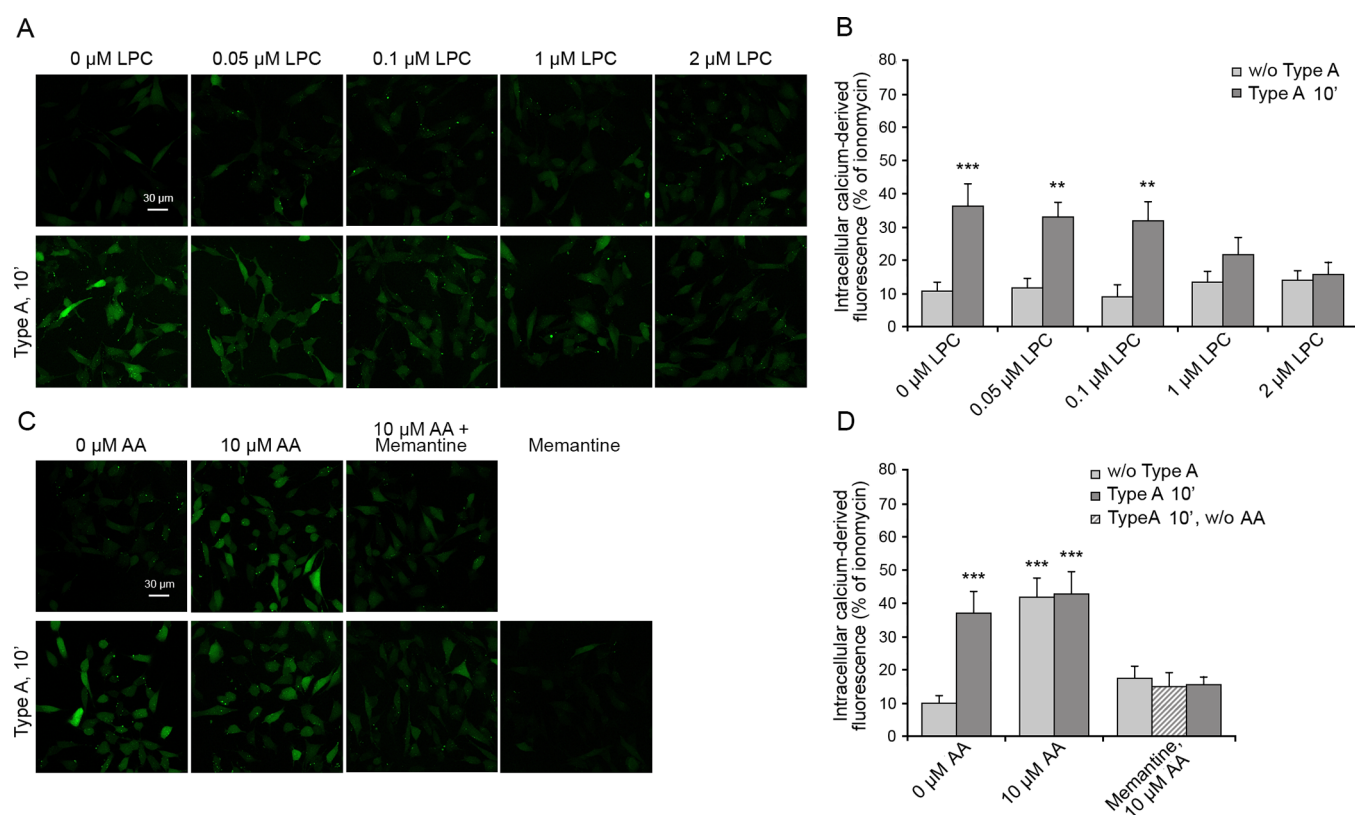 A
0 µM LPC
0.05 µM LPC
0.1 µM LPC
1 µM LPC
2 µM LPC
30 µm
Type A, 10’
B
Intracellular calcium-derived
fluorescence (% of ionomycin)
80
70
60
50
40
30
20
10
0
w/o Type A
Type A 10’
***
**
**
0 µM LPC
0.05 µM LPC
0.1 µM LPC
1 µM LPC
2 µM LPC
C
0 µM AA
10 µM AA
10 µM AA +
Memantine
Memantine
30 µm
Type A, 10’
D
Intracellular calcium-derived
fluorescence (% of ionomycin)
80
70
60
50
40
30
20
10
0
w/o Type A
Type A 10’
TypeA 10’, w/o AA
***
***
***
0 µM AA
10 µM AA
Memantine,
10 µM AA